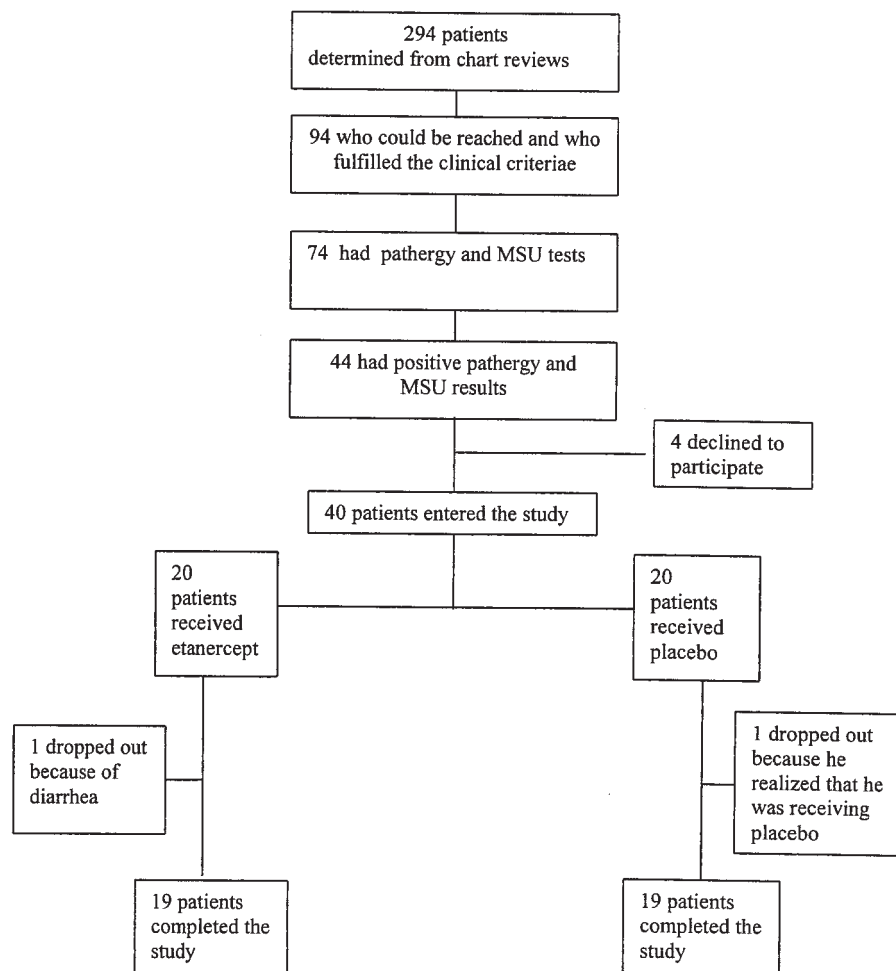 294 patients
determined from chart reviews
94 who could be reached and who
fulfilled the clinical criteriae
74 had pathergy and MSU tests
44 had positive pathergy and
MSU results
4 declined to
participate
40 patients entered the study
20
patients
received
etanercept
20
patients
received
placebo
1 dropped out
because of
diarrhea
1 dropped out
because he
realized that he
was receiving
placebo
19 patients
completed the
study
19 patients
completed the
study